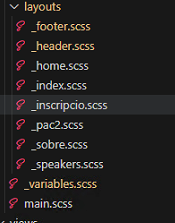 layouts
_footer.scss
_header.scss
_home.scss
_index.scss
_inscripcio.scss
_pac2.scss
_sobre.scss
_speakers.scss
_variables.scss
main.scss
views